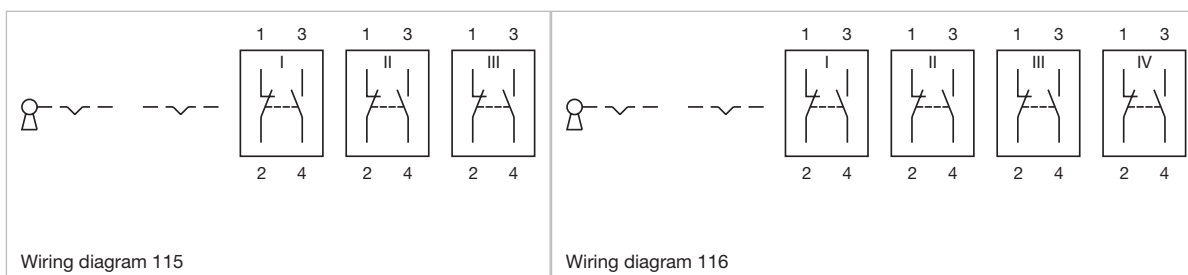 1 3 1 3 1 3
I II III
2 4 2 4 2 4
Wiring diagram 115
1 3 1 3 1 3 1 3
I II III IV
2 4 2 4 2 4 2 4
Wiring diagram 116